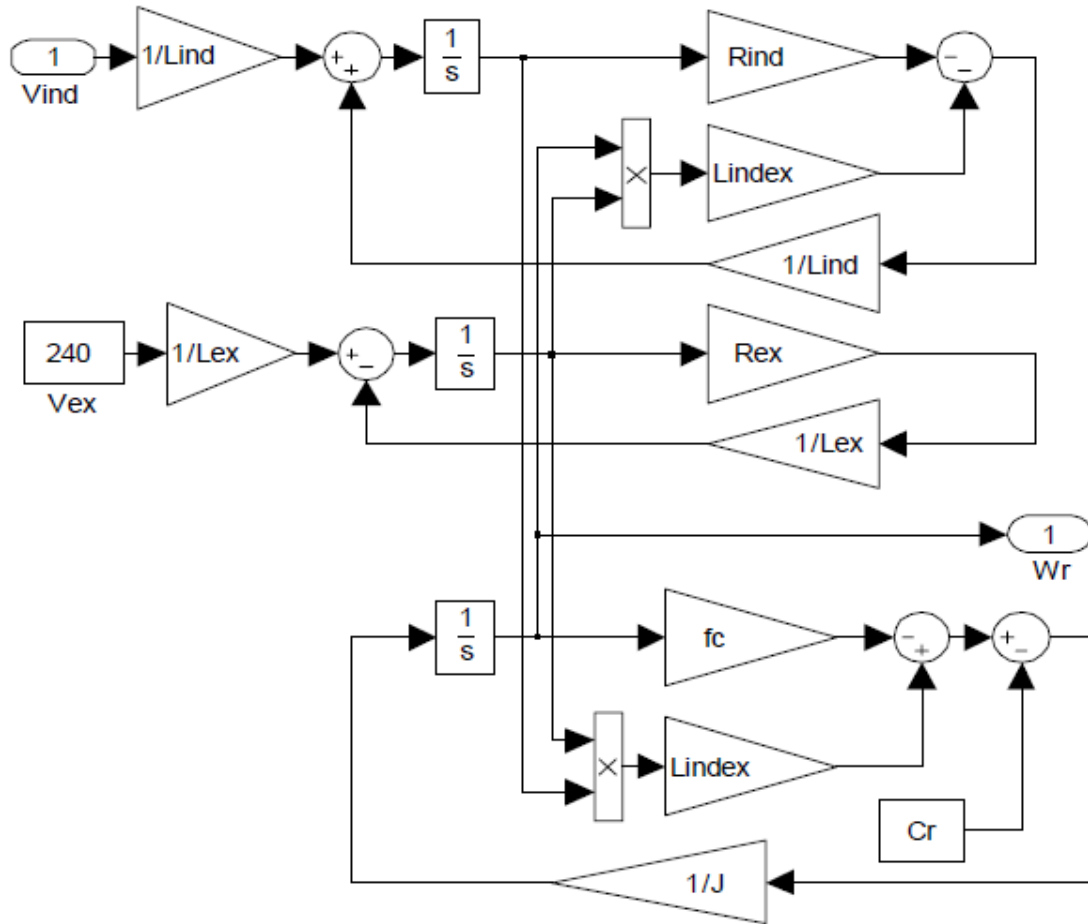 1
Vind
1/Lind
+
+
1
s
Rind
−
−
×
Lindex
1/Lind
240
Vex
1/Lex
+
−
1
s
Rex
1/Lex
1
Wr
1
s
fc
−
+
+
−
×
Lindex
Cr
1/J